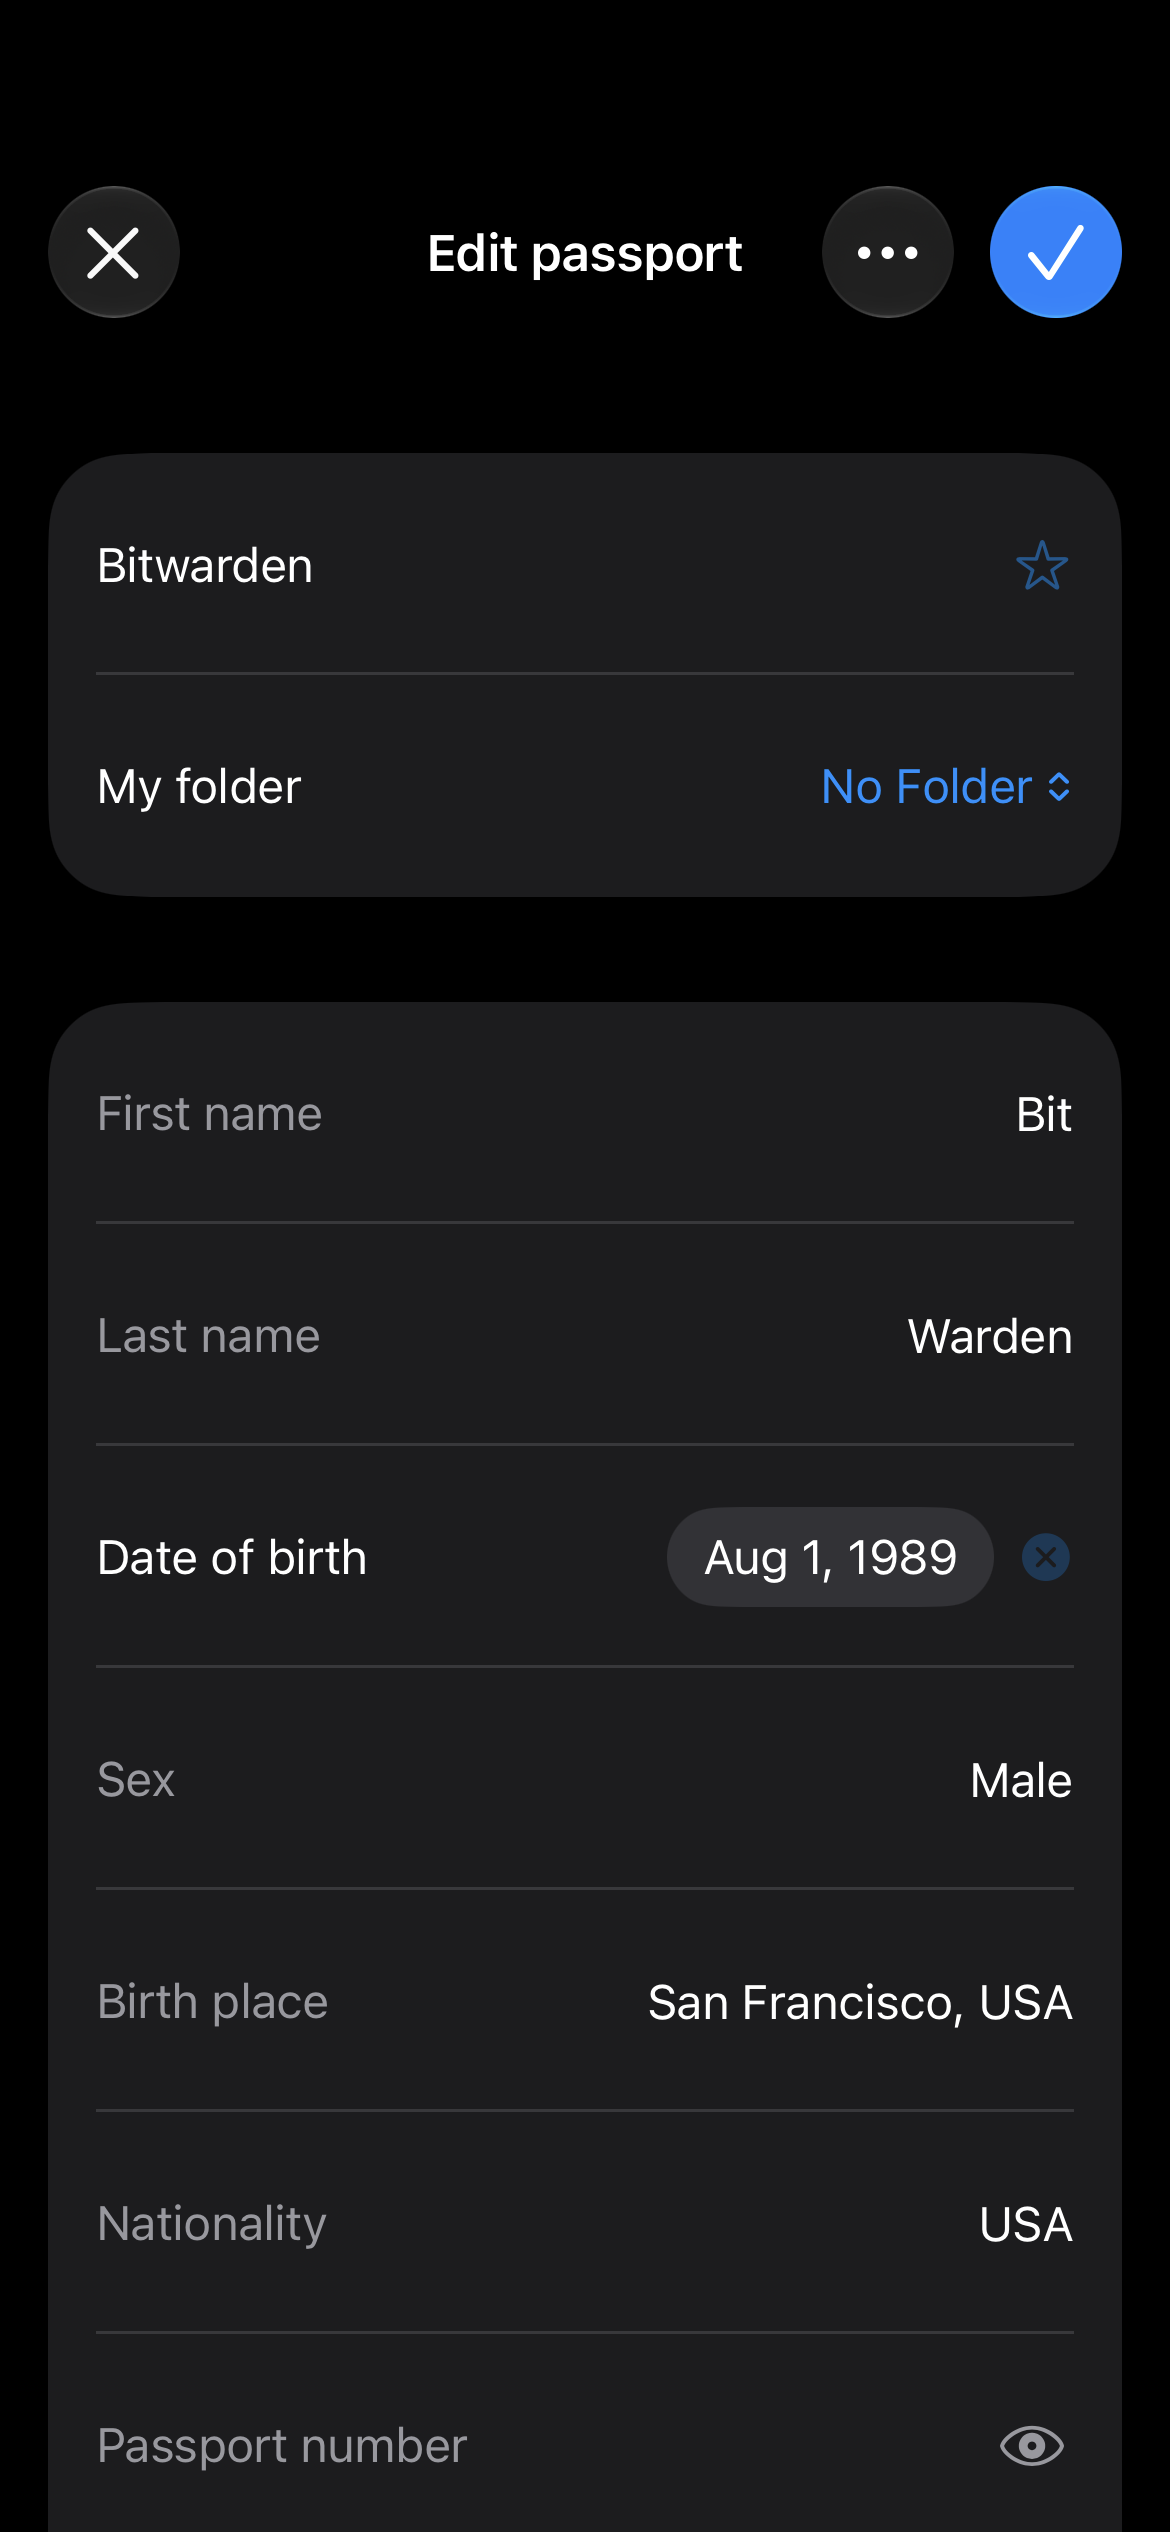 Edit passport
Bitwarden
My folder No Folder
First name Bit
Last name Warden
Date of birth Aug 1, 1989
Sex Male
Birth place San Francisco, USA
Nationality USA
Passport number